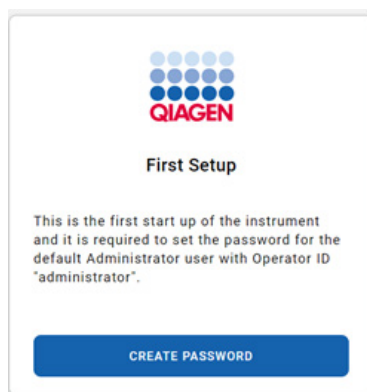 QIAGEN
First Setup
This is the first start up of the instrument
and it is required to set the password for the
default Administrator user with Operator ID
"administrator".
CREATE PASSWORD